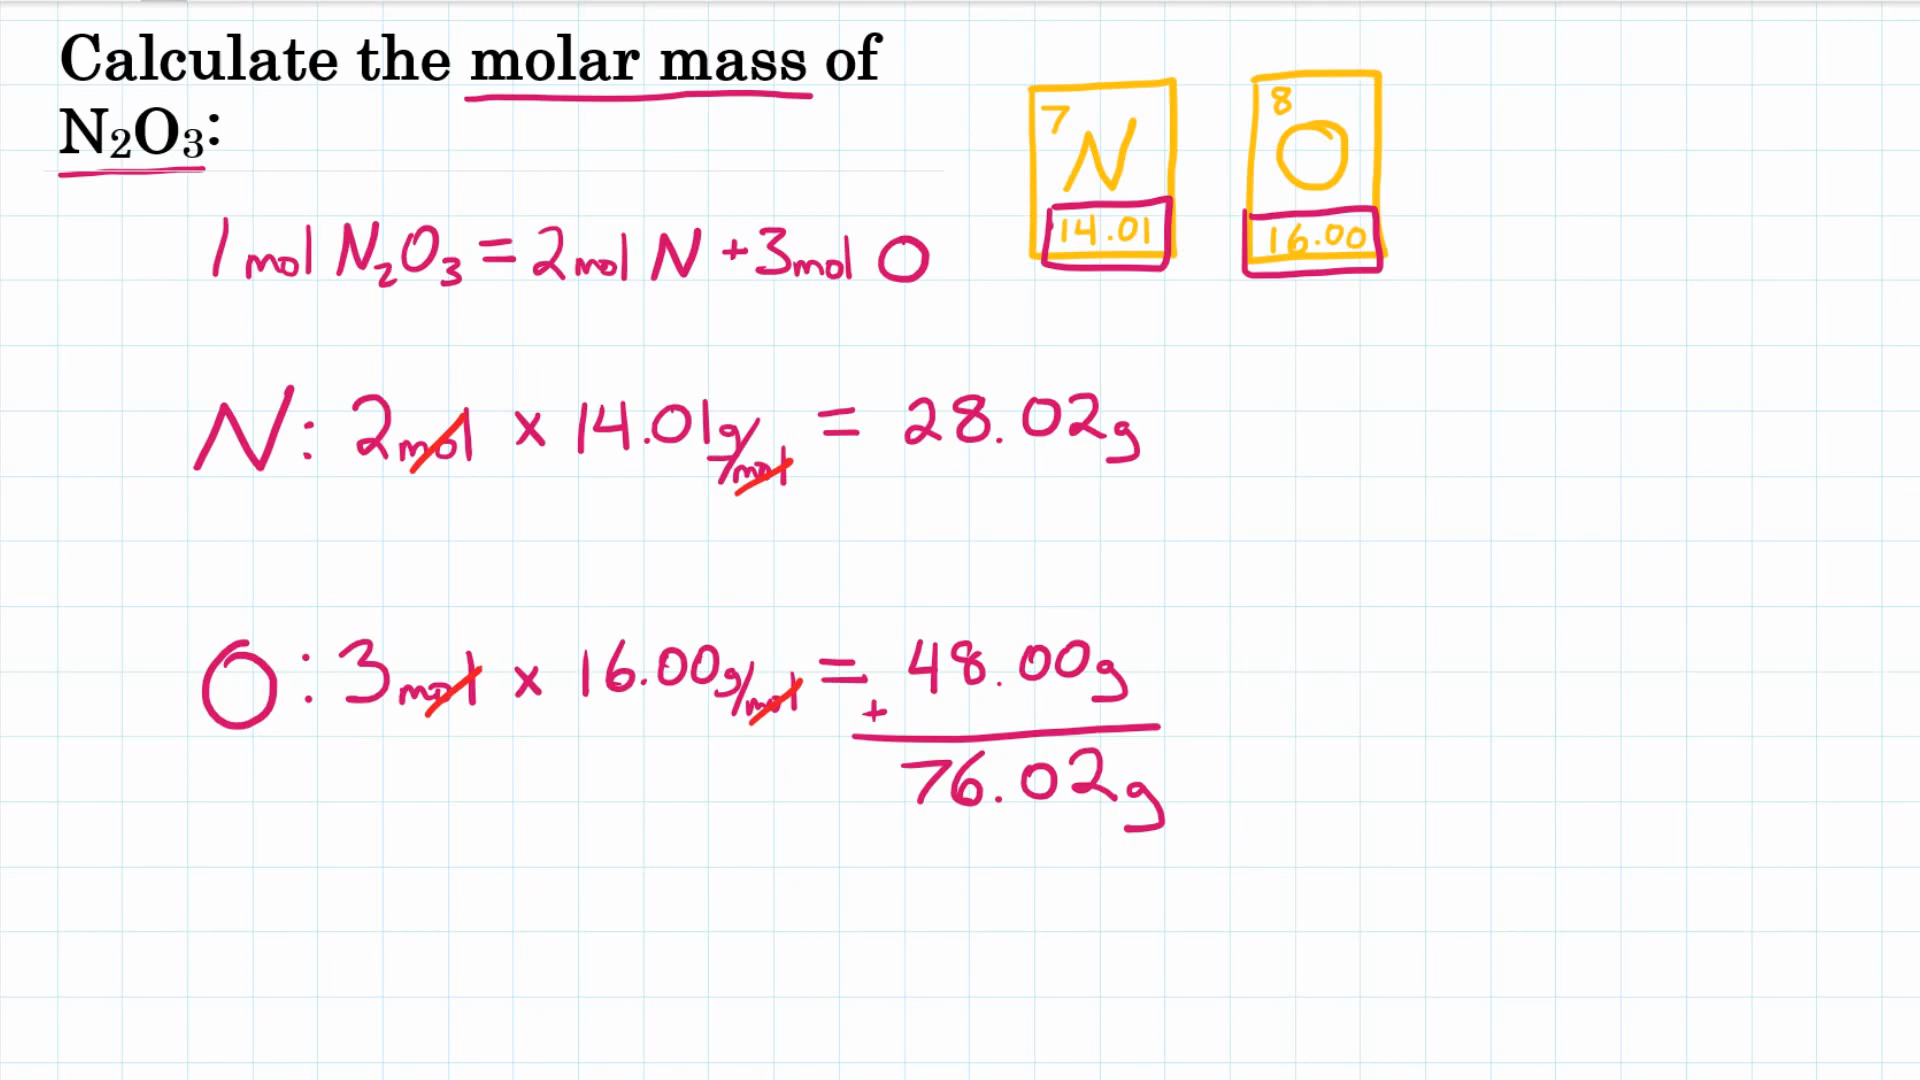 Calculate the molar mass of
N₂O₃:
7
N
14.01
8
O
16.00
1 mol N₂O₃ = 2 mol N + 3 mol O
N: 2 mol x 14.01 g/mol = 28.02 g
O: 3 mol x 16.00 g/mol = 48.00 g
+
76.02 g